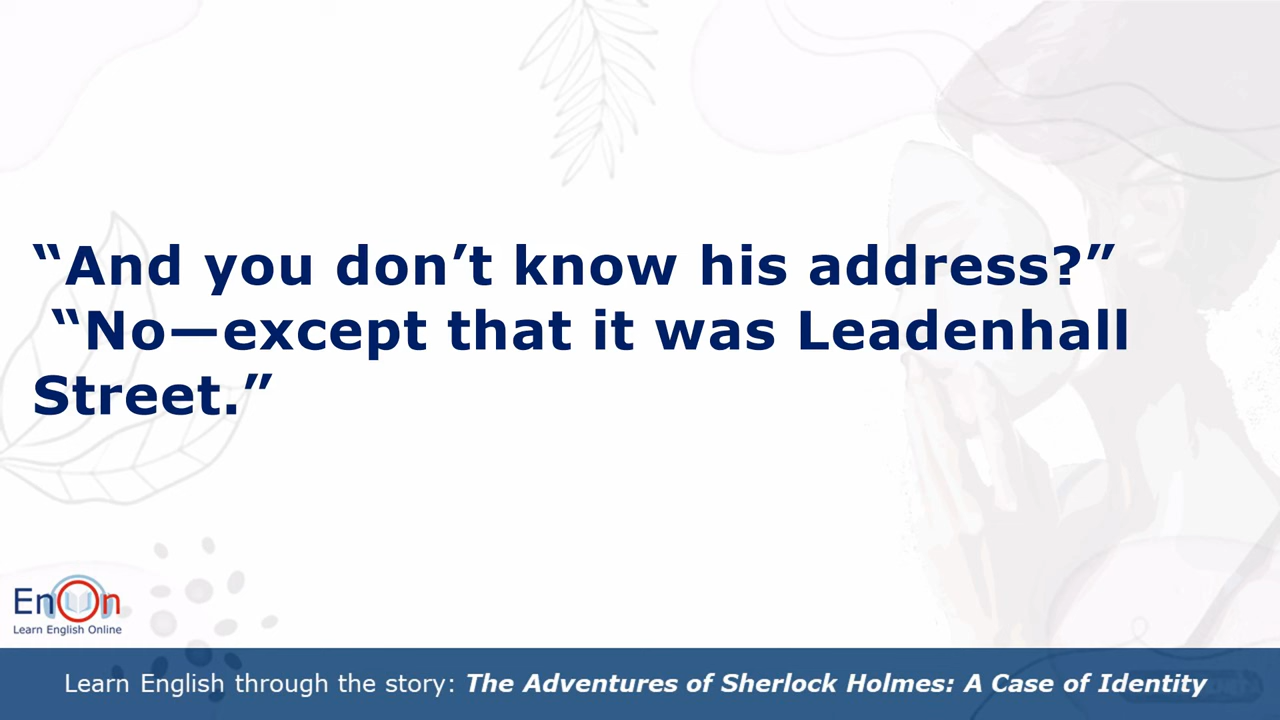 “And you don’t know his address?”
“No—except that it was Leadenhall
Street.”
EnOn
Learn English Online
Learn English through the story: The Adventures of Sherlock Holmes: A Case of Identity